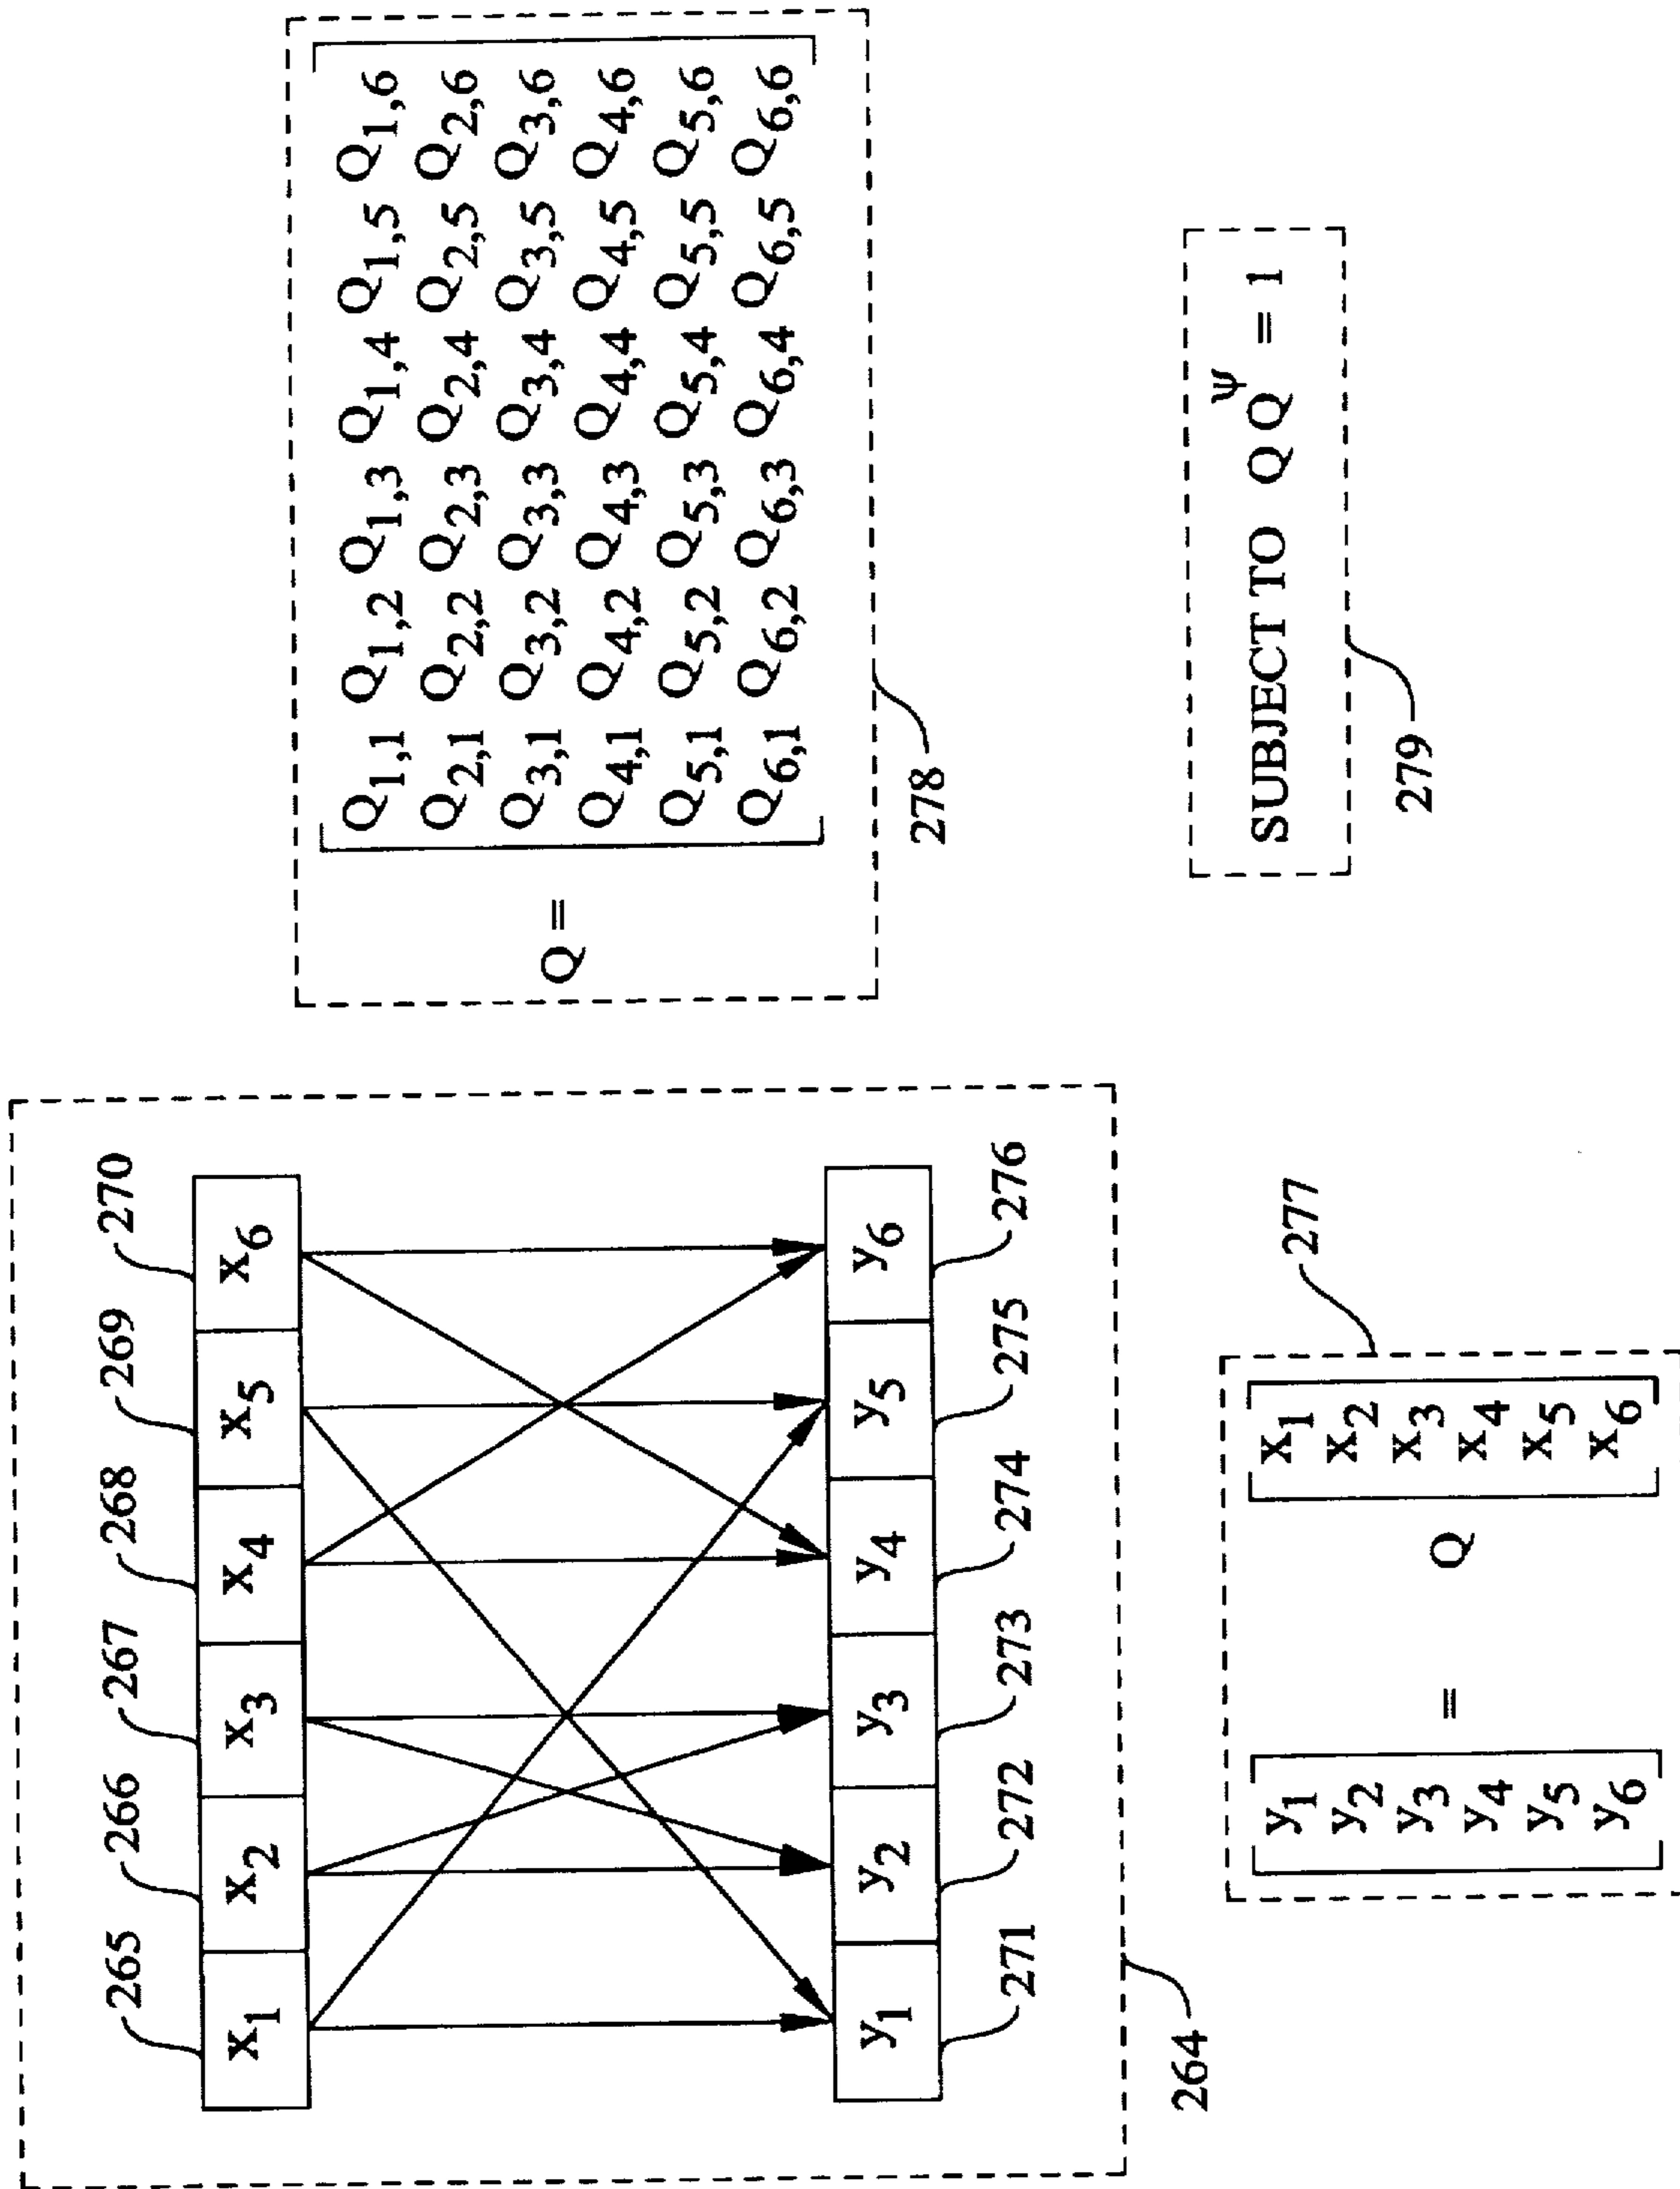 265 266 267 268 269 270
x1 x2 x3 x4 x5 x6
y1 y2 y3 y4 y5 y6
271 272 273 274 275 276
264
277
y1 = Q x1
y2 x2
y3 x3
y4 x4
y5 x5
y6 x6
Q =
Q1,1 Q1,2 Q1,3 Q1,4 Q1,5 Q1,6
Q2,1 Q2,2 Q2,3 Q2,4 Q2,5 Q2,6
Q3,1 Q3,2 Q3,3 Q3,4 Q3,5 Q3,6
Q4,1 Q4,2 Q4,3 Q4,4 Q4,5 Q4,6
Q5,1 Q5,2 Q5,3 Q5,4 Q5,5 Q5,6
Q6,1 Q6,2 Q6,3 Q6,4 Q6,5 Q6,6
278
SUBJECT TO Q Q^ψ = 1
279